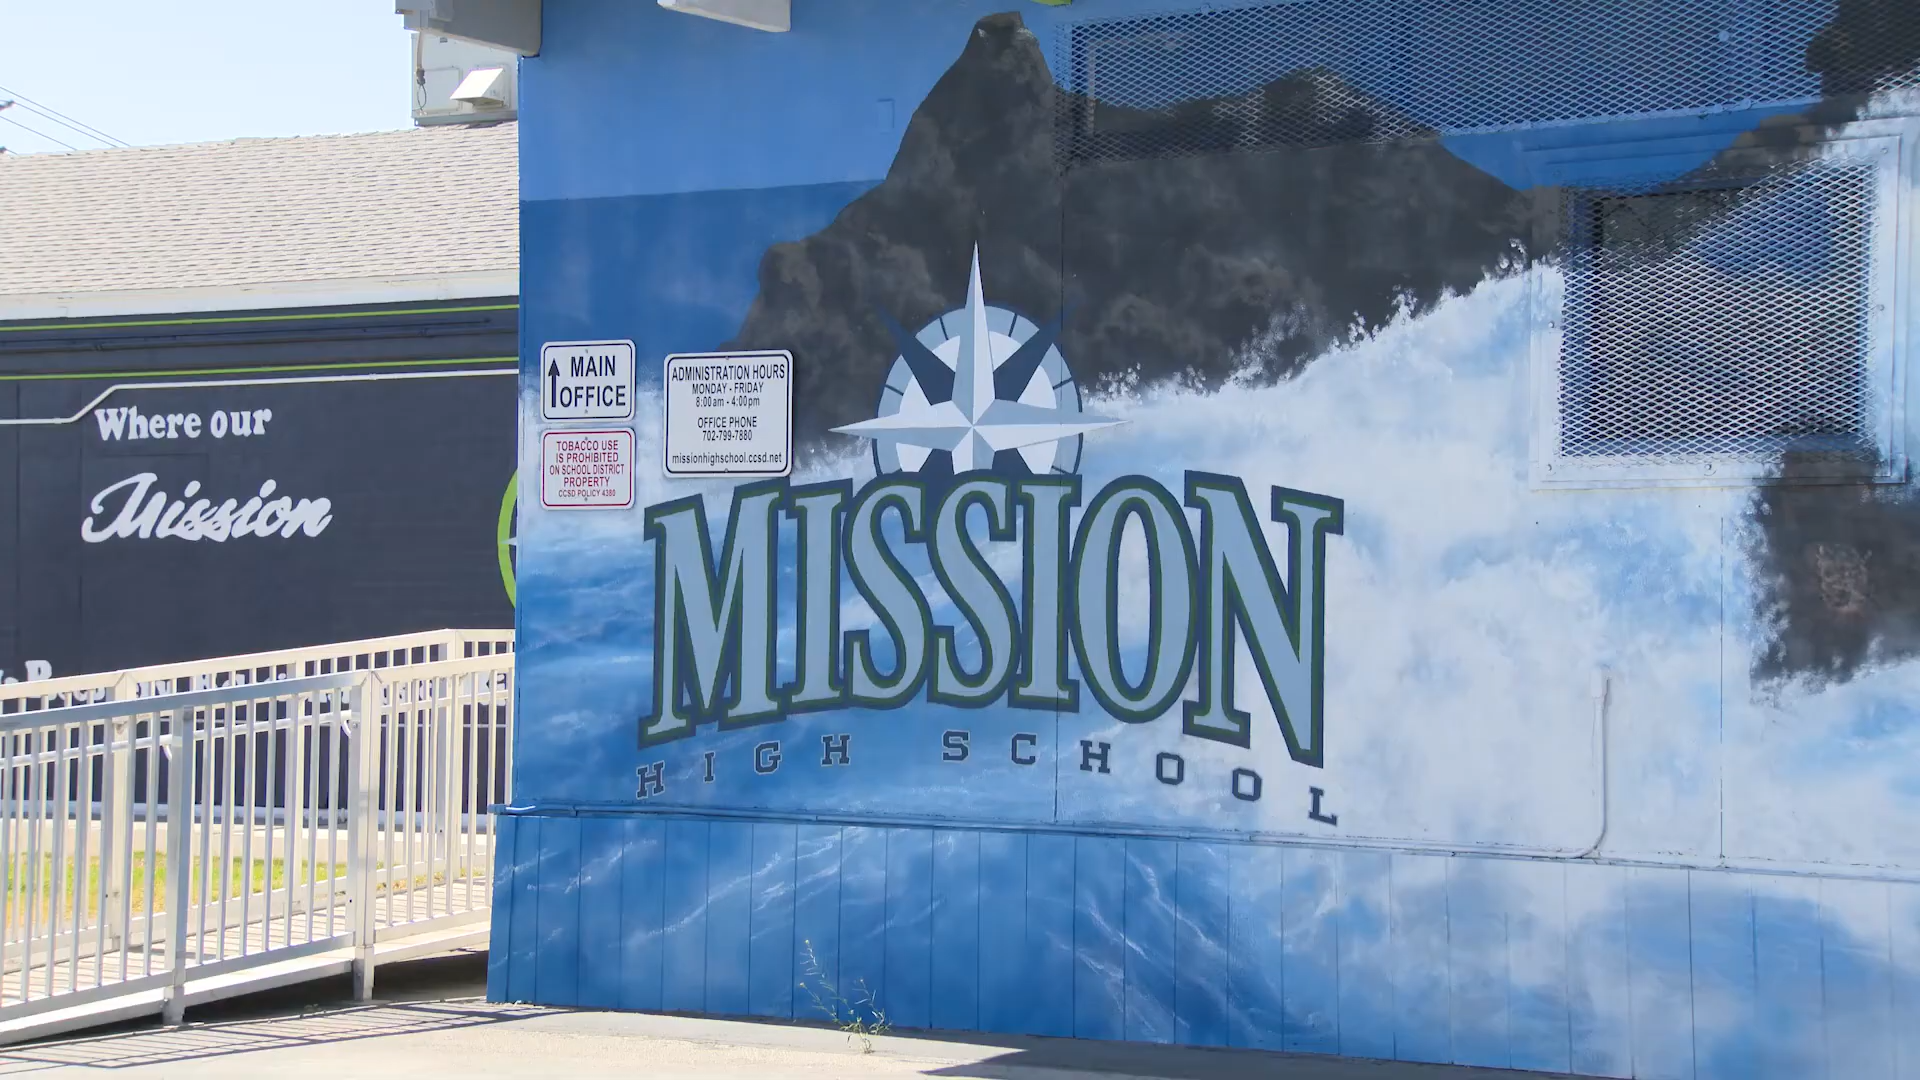 Where our
Mission
MAIN
OFFICE
TOBACCO USE
IS PROHIBITED
ON SCHOOL DISTRICT
PROPERTY
CCSD POLICY 4380
ADMINISTRATION HOURS
MONDAY - FRIDAY
8:00am - 4:00pm
OFFICE PHONE
702-799-7880
missionhighschool.ccsd.net
MISSION
HIGH SCHOOL